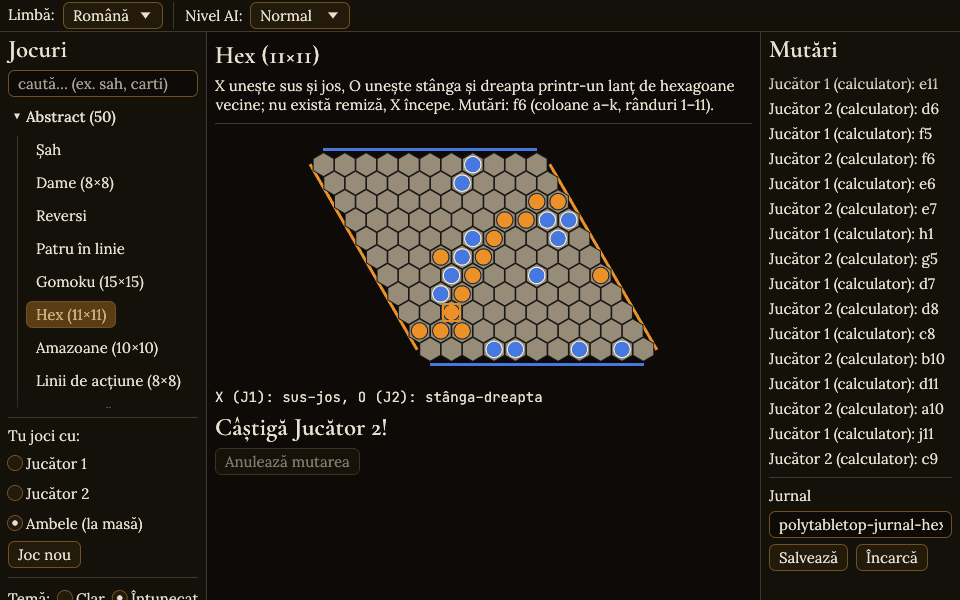 Limbă: Română ▼ Nivel AI: Normal ▼
Jocuri
caută... (ex. sah, carti)
▾ Abstract (50)
Șah
Dame (8×8)
Reversi
Patru în linie
Gomoku (15×15)
Hex (11×11)
Amazoane (10×10)
Linii de acțiune (8×8)
Tu joci cu:
Jucător 1
Jucător 2
Ambele (la masă)
Joc nou
Temă: Clar Întunecat
Hex (11×11)
X unește sus și jos, O unește stânga și dreapta printr-un lanț de hexagoane
vecine; nu există remiză, X începe. Mutări: f6 (coloane a–k, rânduri 1–11).
X (J1): sus-jos, O (J2): stânga-dreapta
Câștigă Jucător 2!
Anulează mutarea
Mutări
Jucător 1 (calculator): e11
Jucător 2 (calculator): d6
Jucător 1 (calculator): f5
Jucător 2 (calculator): f6
Jucător 1 (calculator): e6
Jucător 2 (calculator): e7
Jucător 1 (calculator): h1
Jucător 2 (calculator): g5
Jucător 1 (calculator): d7
Jucător 2 (calculator): d8
Jucător 1 (calculator): c8
Jucător 2 (calculator): b10
Jucător 1 (calculator): d11
Jucător 2 (calculator): a10
Jucător 1 (calculator): j11
Jucător 2 (calculator): c9
Jurnal
polytabletop-jurnal-hex
Salvează Încarcă